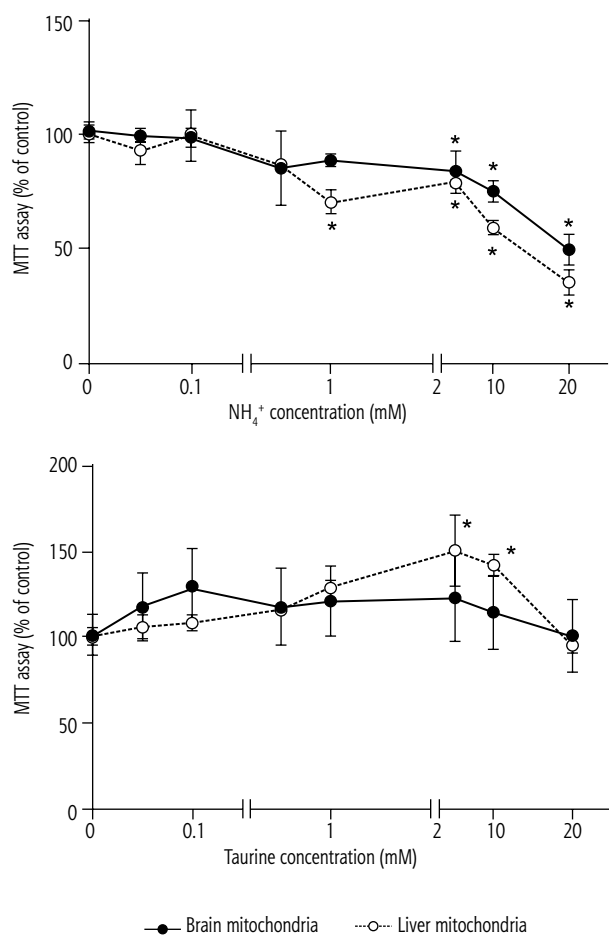 150
100
50
0
MTT assay (% of control)
* * *
* * * *
0 0.1 1 2 10 20
NH₄⁺ concentration (mM)
200
150
100
50
0
MTT assay (% of control)
* *
0 0.1 1 2 10 20
Taurine concentration (mM)
Brain mitochondria Liver mitochondria